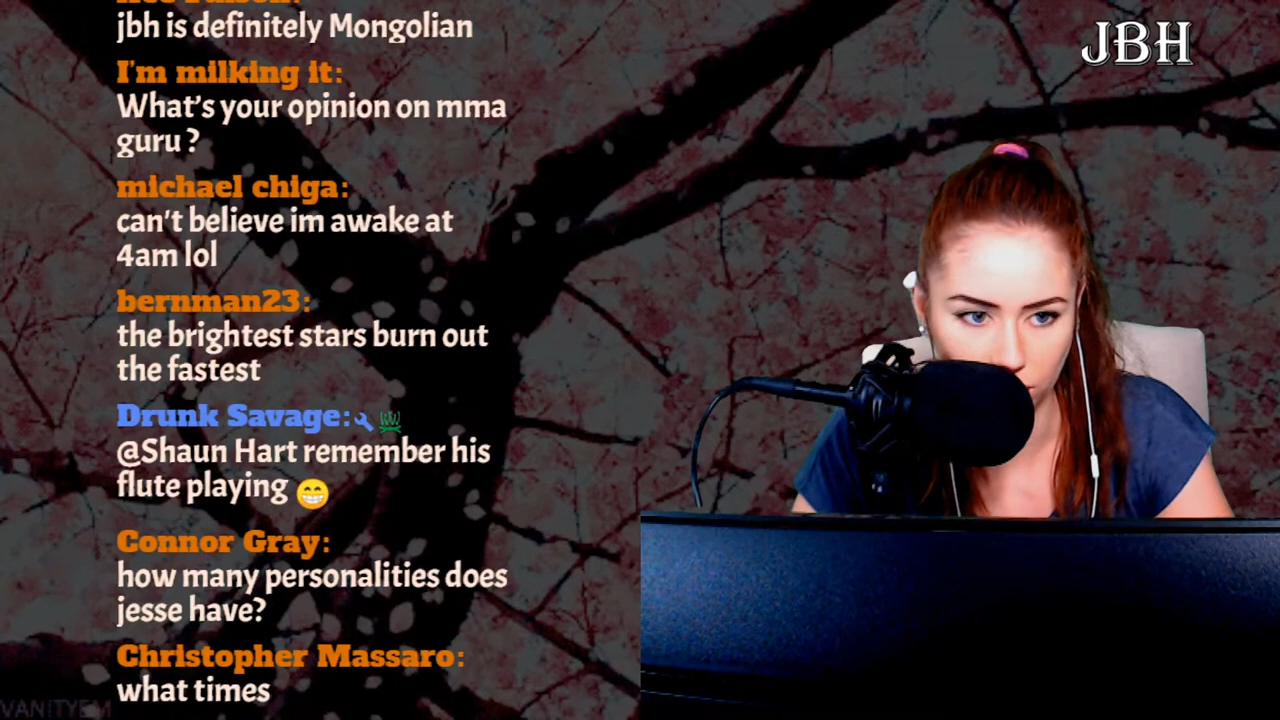 jbh is definitely Mongolian
I'm milking it:
What's your opinion on mma
guru ?
michael chiga:
can't believe im awake at
4am lol
bernman23:
the brightest stars burn out
the fastest
Drunk Savage:
@Shaun Hart remember his
flute playing 😁
Connor Gray:
how many personalities does
jesse have?
Christopher Massaro:
what times
JBH
VANITYEM